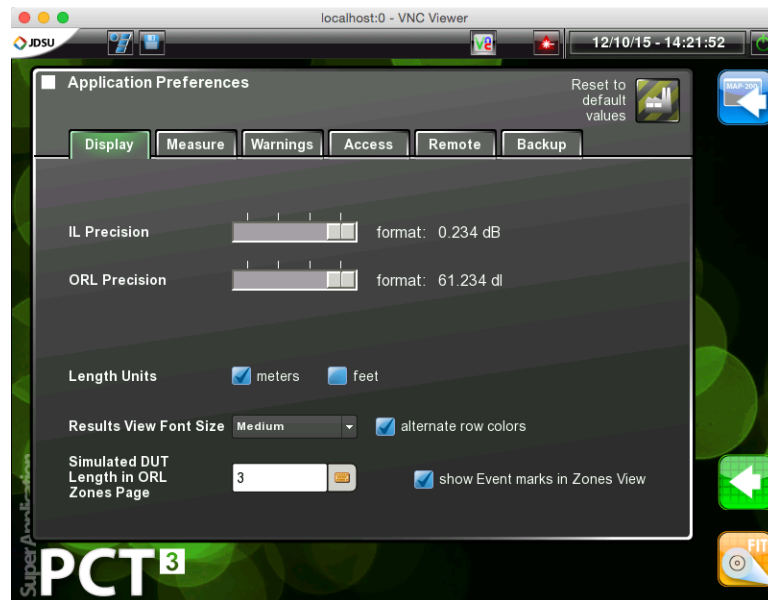 localhost:0 - VNC Viewer
JDSU
V2
12/10/15 - 14:21:52
Application Preferences
Reset to
default
values
MAP-200
Display Measure Warnings Access Remote Backup
IL Precision format: 0.234 dB
ORL Precision format: 61.234 dl
Length Units meters feet
Results View Font Size Medium alternate row colors
Simulated DUT
Length in ORL
Zones Page
3
show Event marks in Zones View
SuperApplication
PCT3
FIT